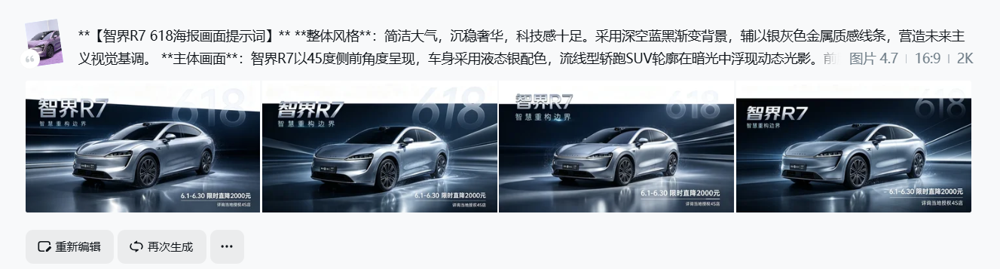 **【智界R7 618海报画面提示词】** **整体风格**：简洁大气，沉稳奢华，科技感十足。采用深空蓝黑渐变背景，辅以银灰色金属质感线条，营造未来主
义视觉基调。 **主体画面**：智界R7以45度侧前角度呈现，车身采用液态银配色，流线型轿跑SUV轮廓在暗光中浮现动态光影。前
图片 4.7 | 16:9 | 2K
智界R7
智慧重构边界
618
6.1-6.30 限时直降2000元
详询当地授权4S店
智界R7
智慧重构边界
618
6.1-6.30 限时直降2000元
详询当地授权4S店
智界R7
智慧重构边界
618
6.1-6.30 限时直降2000元
详询当地授权4S店
智界R7
智慧重构边界
618
6.1-6.30 限时直降2000元
详询当地授权4S店
重新编辑
再次生成